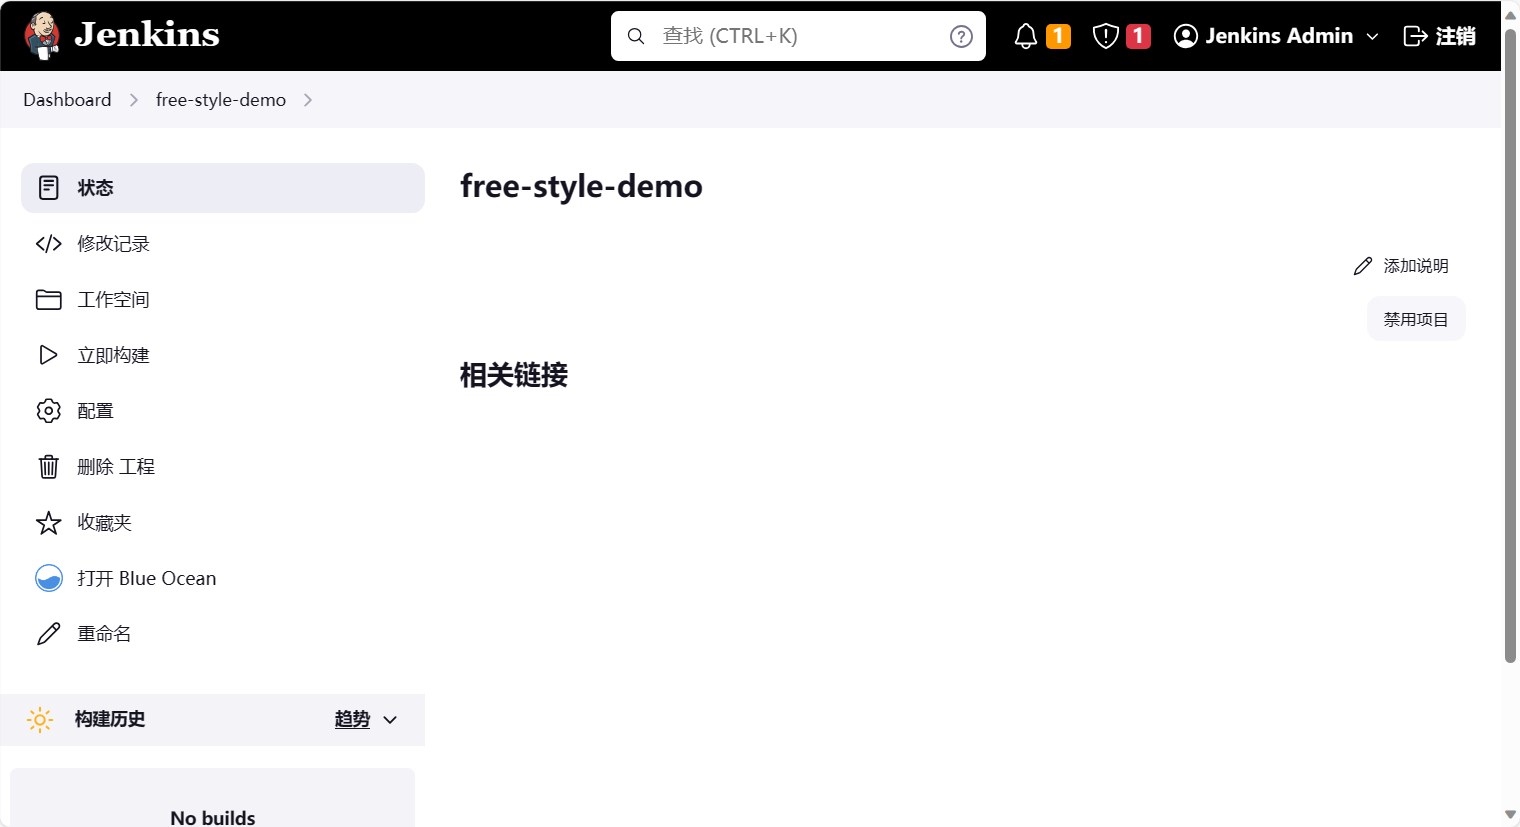 Jenkins
查找 (CTRL+K)
1
1
Jenkins Admin
注销
Dashboard
free-style-demo
状态
修改记录
工作空间
立即构建
配置
删除 工程
收藏夹
打开 Blue Ocean
重命名
构建历史
趋势
No builds
free-style-demo
添加说明
禁用项目
相关链接